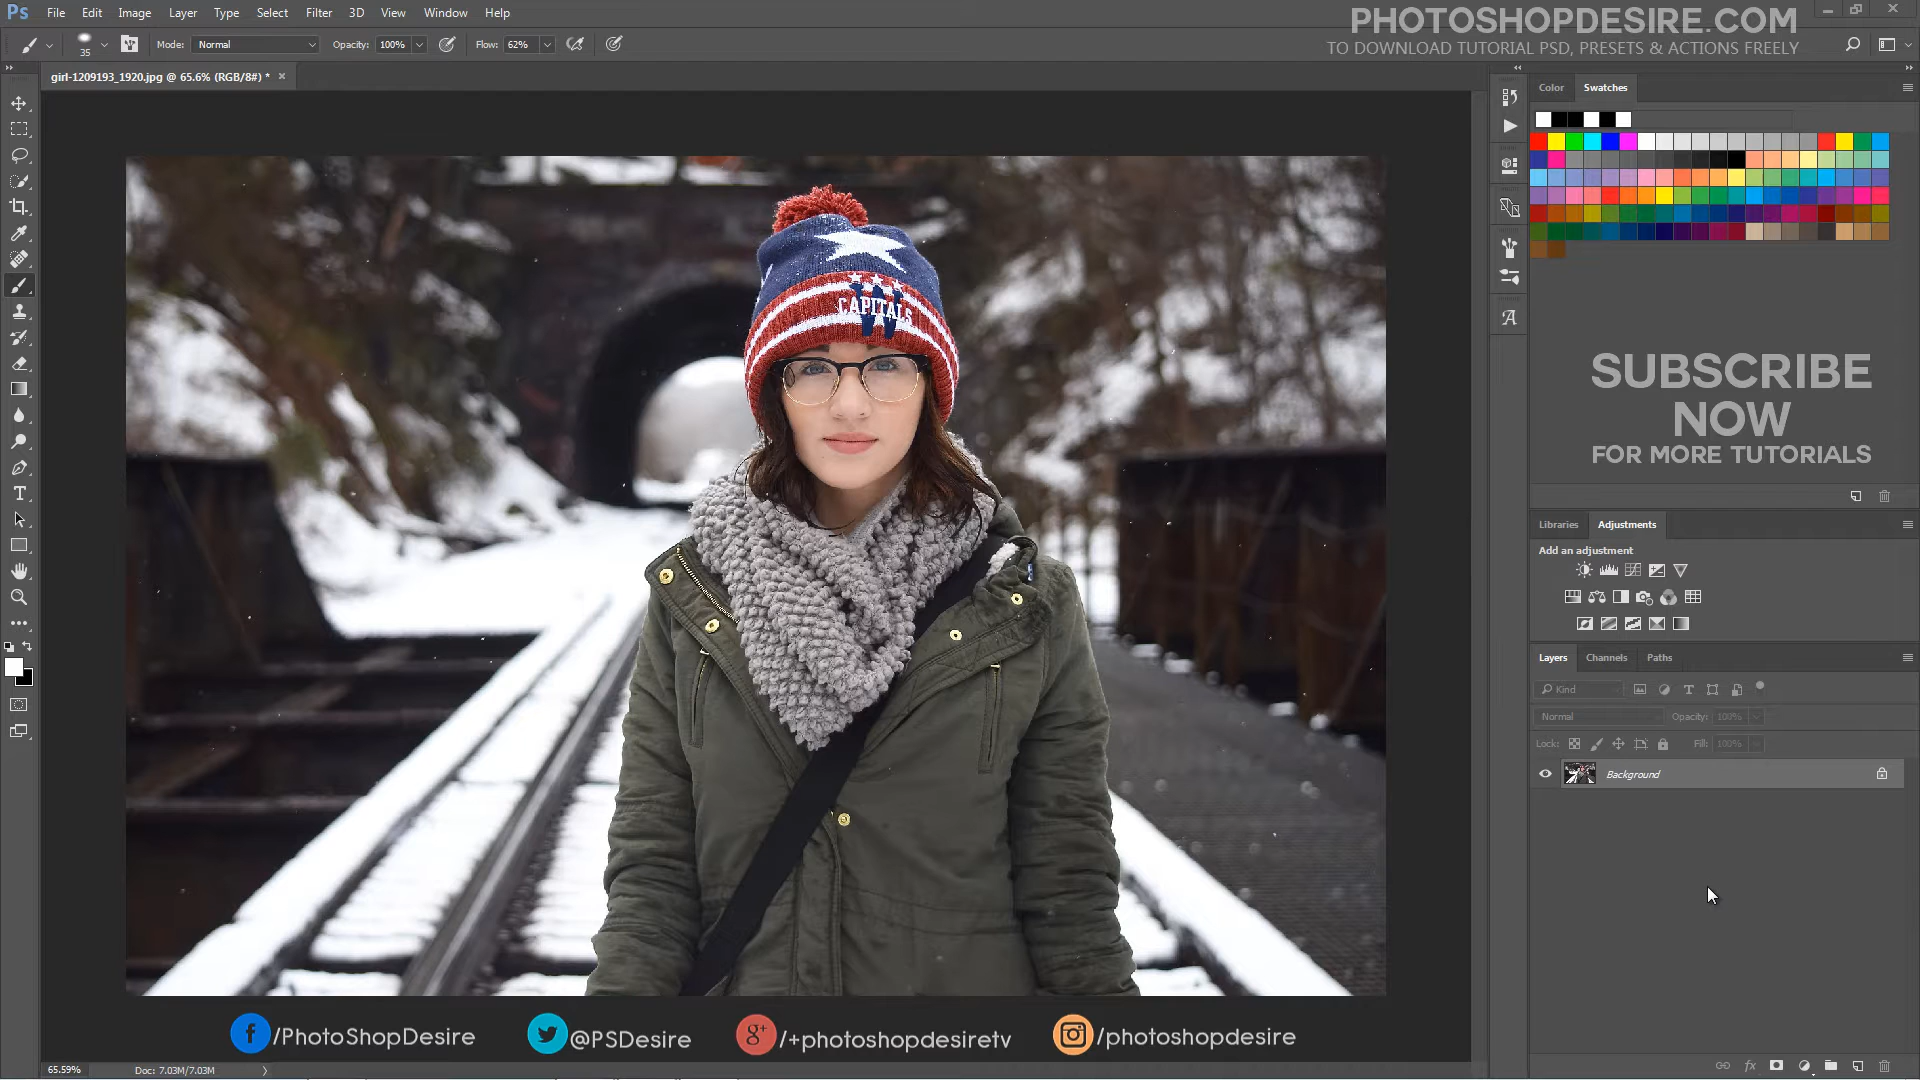 Ps File Edit Image Layer Type Select Filter 3D View Window Help
PHOTOSHOPDESIRE.COM
TO DOWNLOAD TUTORIAL PSD, PRESETS & ACTIONS FREELY
35 Mode: Normal Opacity: 100% Flow: 62%
girl-1209193_1920.jpg @ 65.6% (RGB/8#) *
Color Swatches
CAPITALS
SUBSCRIBE
NOW
FOR MORE TUTORIALS
Libraries Adjustments
Add an adjustment
Layers Channels Paths
Kind
Normal Opacity: 100%
Lock: Fill: 100%
Background
/PhotoShopDesire @PSDesire g+ /+photoshopdesiretv /photoshopdesire
65.59% Doc: 7.03M/7.03M
fx